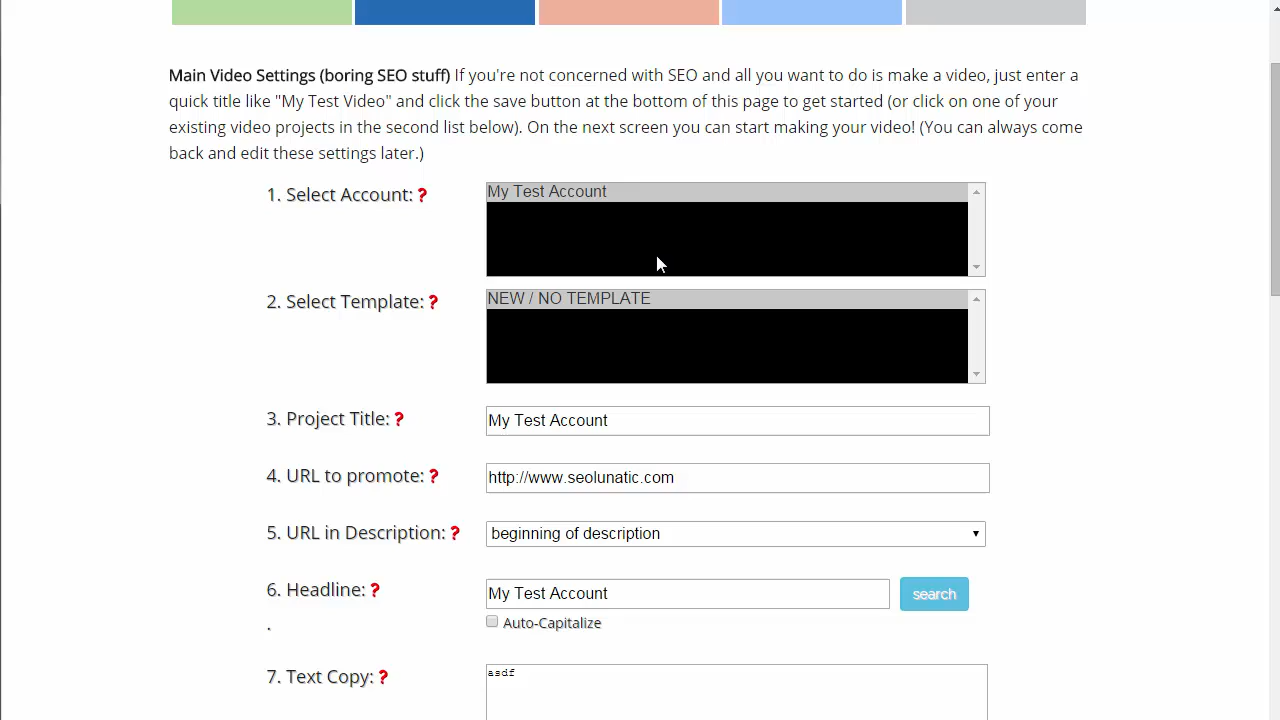 Main Video Settings (boring SEO stuff) If you're not concerned with SEO and all you want to do is make a video, just enter a
quick title like "My Test Video" and click the save button at the bottom of this page to get started (or click on one of your
existing video projects in the second list below). On the next screen you can start making your video! (You can always come
back and edit these settings later.)
1. Select Account: ?
My Test Account
2. Select Template: ?
NEW / NO TEMPLATE
3. Project Title: ?
My Test Account
4. URL to promote: ?
http://www.seolunatic.com
5. URL in Description: ?
beginning of description
6. Headline: ?
My Test Account
search
.
Auto-Capitalize
7. Text Copy: ?
asdf